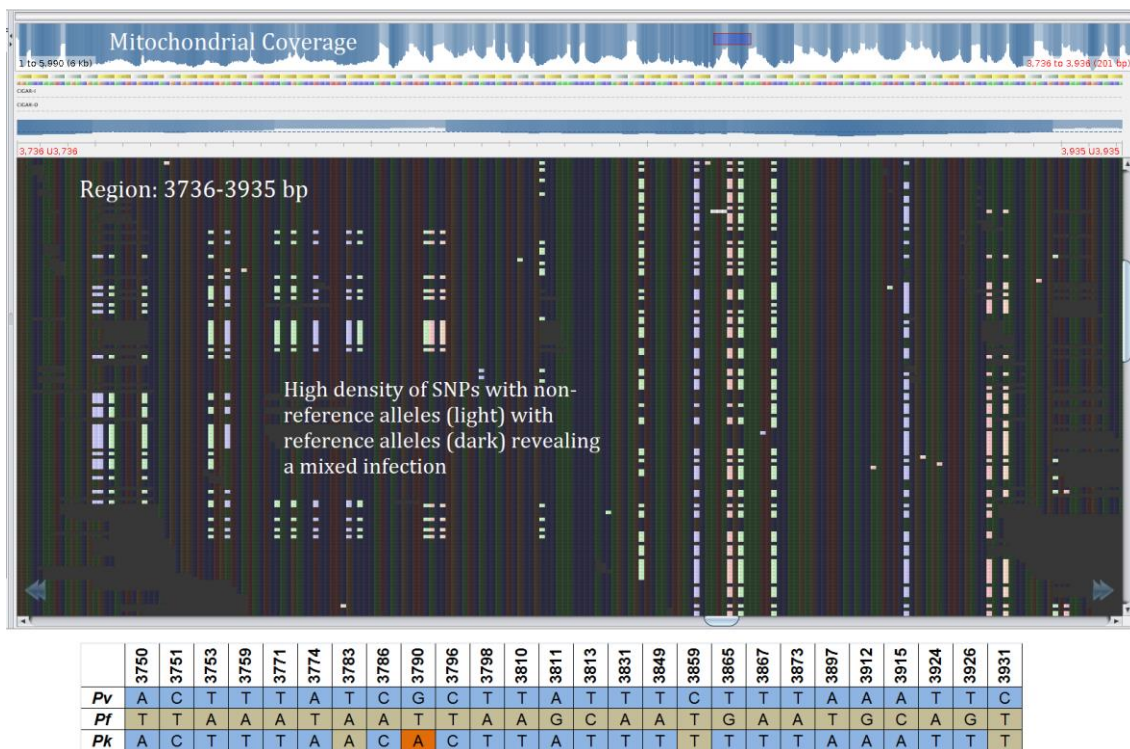 Mitochondrial Coverage
1 to 5.990 (6 Kb)
3.736 to 3.936 (201 bp)
CIGAR-I
CIGAR-D
3.736 U3.736
3.935 U3.935
Region: 3736-3935 bp
High density of SNPs with non-
reference alleles (light) with
reference alleles (dark) revealing
a mixed infection
3750 3751 3753 3759 3771 3774 3783 3786 3790 3796 3798 3810 3811 3813 3831 3849 3859 3865 3867 3873 3897 3912 3915 3924 3926 3931
Pv A C T T T A T C G C T T A T T T C T T T A A A T T C
Pf T T A A A T A A T T A A G C A A T G A A T G C A G T
Pk A C T T T A A C A C T T A T T T T T T T A A A T T T